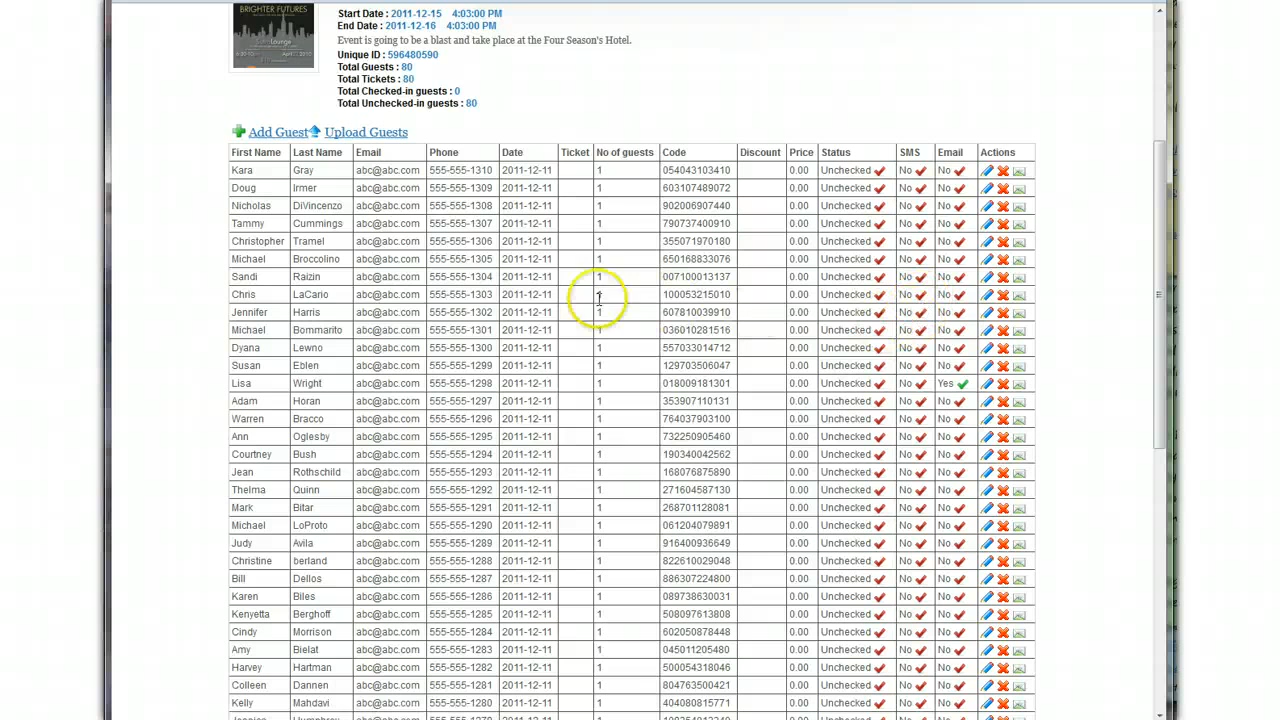 BRIGHTER FUTURES
Lounge
Start Date : 2011-12-15 4:03:00 PM
End Date : 2011-12-16 4:03:00 PM
Event is going to be a blast and take place at the Four Season's Hotel.
Unique ID : 596480590
Total Guests : 80
Total Tickets : 80
Total Checked-in guests : 0
Total Unchecked-in guests : 80
Add Guest Upload Guests
First Name Last Name Email Phone Date Ticket No of guests Code Discount Price Status SMS Email Actions
Kara Gray abc@abc.com 555-555-1310 2011-12-11 1 054043103410 0.00 Unchecked No No
Doug Irmer abc@abc.com 555-555-1309 2011-12-11 1 603107489072 0.00 Unchecked No No
Nicholas DiVincenzo abc@abc.com 555-555-1308 2011-12-11 1 902006907440 0.00 Unchecked No No
Tammy Cummings abc@abc.com 555-555-1307 2011-12-11 1 790737400910 0.00 Unchecked No No
Christopher Tramel abc@abc.com 555-555-1306 2011-12-11 1 355071970180 0.00 Unchecked No No
Michael Broccolino abc@abc.com 555-555-1305 2011-12-11 1 650168833076 0.00 Unchecked No No
Sandi Raizin abc@abc.com 555-555-1304 2011-12-11 1 007100013137 0.00 Unchecked No No
Chris LaCario abc@abc.com 555-555-1303 2011-12-11 1 100053215010 0.00 Unchecked No No
Jennifer Harris abc@abc.com 555-555-1302 2011-12-11 1 607810039910 0.00 Unchecked No No
Michael Bommarito abc@abc.com 555-555-1301 2011-12-11 1 036010281516 0.00 Unchecked No No
Dyana Lewno abc@abc.com 555-555-1300 2011-12-11 1 557033014712 0.00 Unchecked No No
Susan Eblen abc@abc.com 555-555-1299 2011-12-11 1 129703506047 0.00 Unchecked No No
Lisa Wright abc@abc.com 555-555-1298 2011-12-11 1 018009181301 0.00 Unchecked No Yes
Adam Horan abc@abc.com 555-555-1297 2011-12-11 1 353907110131 0.00 Unchecked No No
Warren Bracco abc@abc.com 555-555-1296 2011-12-11 1 764037903100 0.00 Unchecked No No
Ann Oglesby abc@abc.com 555-555-1295 2011-12-11 1 732250905460 0.00 Unchecked No No
Courtney Bush abc@abc.com 555-555-1294 2011-12-11 1 190340042562 0.00 Unchecked No No
Jean Rothschild abc@abc.com 555-555-1293 2011-12-11 1 168076875890 0.00 Unchecked No No
Thelma Quinn abc@abc.com 555-555-1292 2011-12-11 1 271604587130 0.00 Unchecked No No
Mark Bitar abc@abc.com 555-555-1291 2011-12-11 1 268701128081 0.00 Unchecked No No
Michael LoProto abc@abc.com 555-555-1290 2011-12-11 1 061204079891 0.00 Unchecked No No
Judy Avila abc@abc.com 555-555-1289 2011-12-11 1 916400936649 0.00 Unchecked No No
Christine berland abc@abc.com 555-555-1288 2011-12-11 1 822610029048 0.00 Unchecked No No
Bill Dellos abc@abc.com 555-555-1287 2011-12-11 1 886307224800 0.00 Unchecked No No
Karen Biles abc@abc.com 555-555-1286 2011-12-11 1 089738630031 0.00 Unchecked No No
Kenyetta Berghoff abc@abc.com 555-555-1285 2011-12-11 1 508097613808 0.00 Unchecked No No
Cindy Morrison abc@abc.com 555-555-1284 2011-12-11 1 602050878448 0.00 Unchecked No No
Amy Bielat abc@abc.com 555-555-1283 2011-12-11 1 045011205480 0.00 Unchecked No No
Harvey Hartman abc@abc.com 555-555-1282 2011-12-11 1 500054318046 0.00 Unchecked No No
Colleen Dannen abc@abc.com 555-555-1281 2011-12-11 1 804763500421 0.00 Unchecked No No
Kelly Mahdavi abc@abc.com 555-555-1280 2011-12-11 1 404080815771 0.00 Unchecked No No